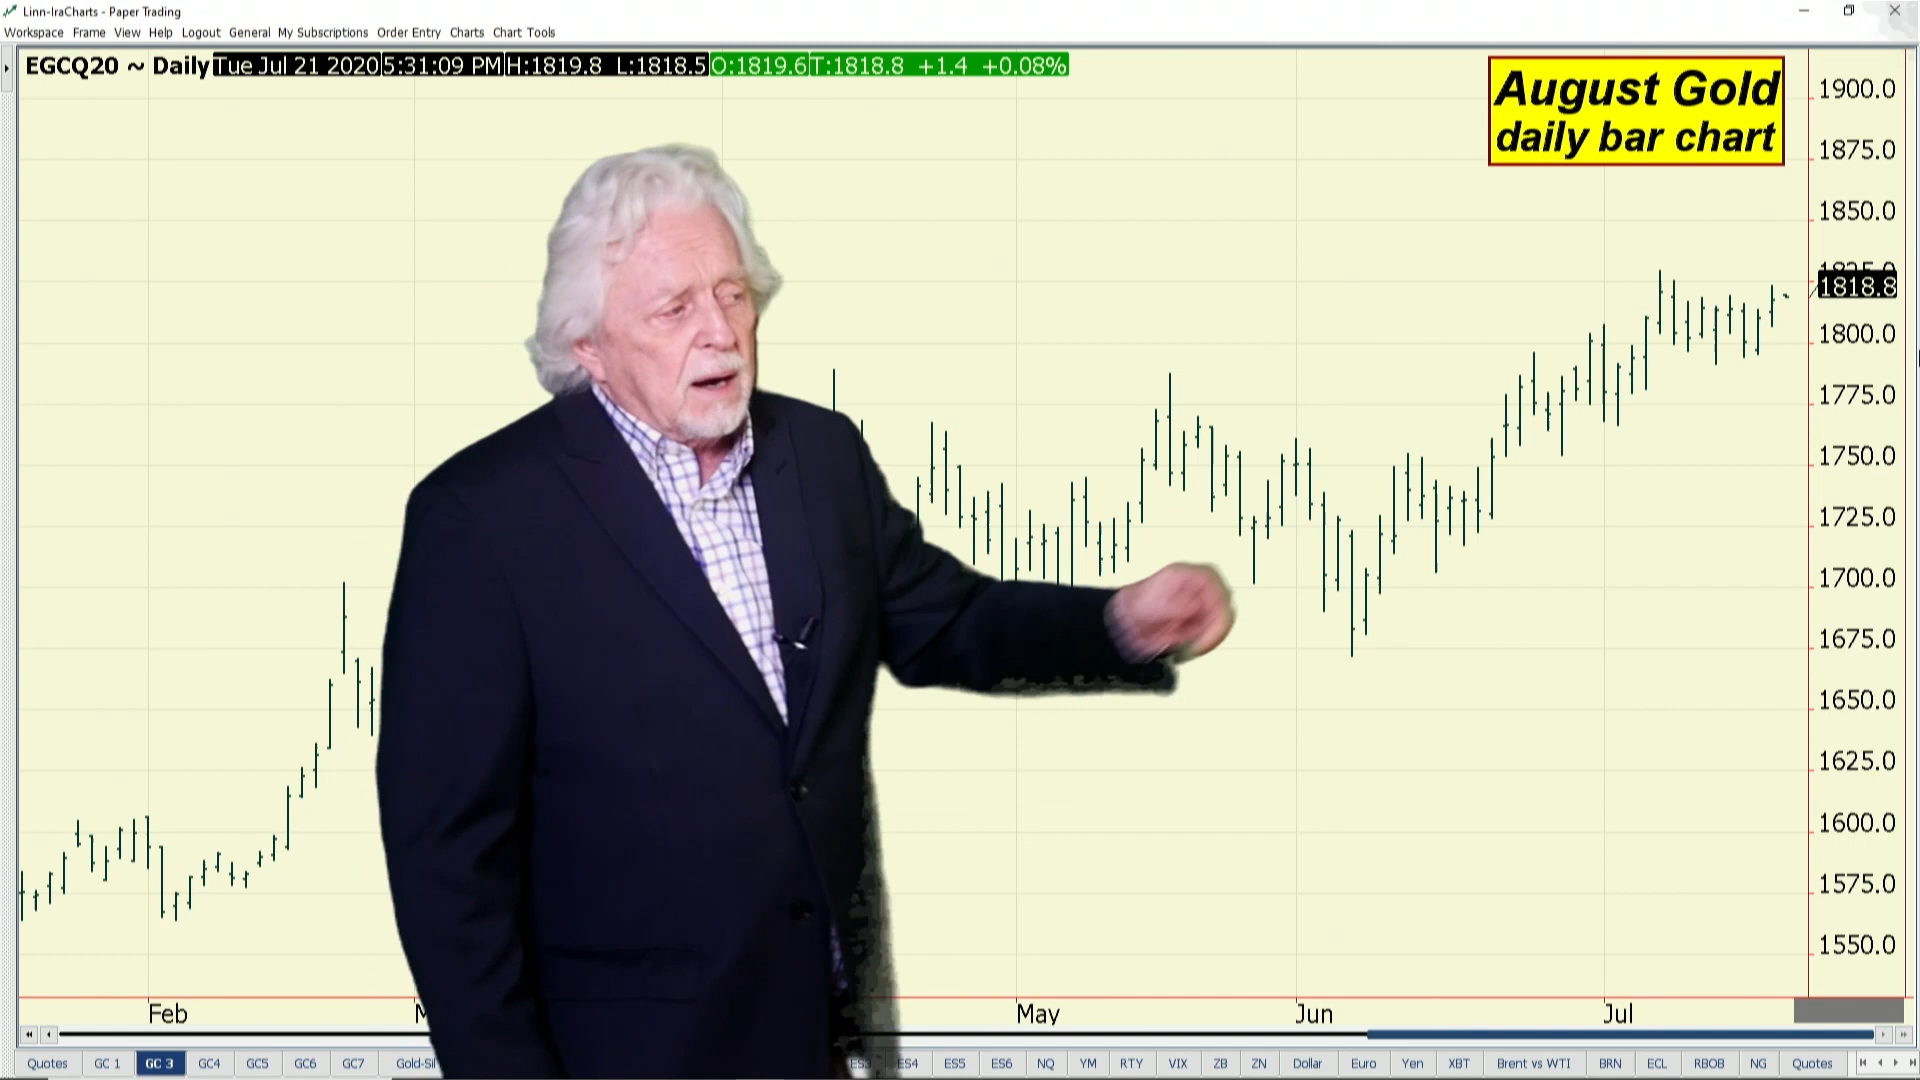 Linn-IraCharts - Paper Trading
Workspace Frame View Help Logout General My Subscriptions Order Entry Charts Chart Tools
EGCQ20 ~ Daily Tue Jul 21 2020 5:31:09 PM H:1819.8 L:1818.5 O:1819.6 T:1818.8 +1.4 +0.08%
August Gold
daily bar chart
1900.0
1875.0
1850.0
1825.0
1818.8
1800.0
1775.0
1750.0
1725.0
1700.0
1675.0
1650.0
1625.0
1600.0
1575.0
1550.0
Feb May Jun Jul
Quotes GC 1 GC 3 GC4 GC5 GC6 GC7 Gold-Sil ES3 ES4 ES5 ES6 NQ YM RTY VIX ZB ZN Dollar Euro Yen XBT Brent vs WTI BRN ECL RBOB NG Quotes